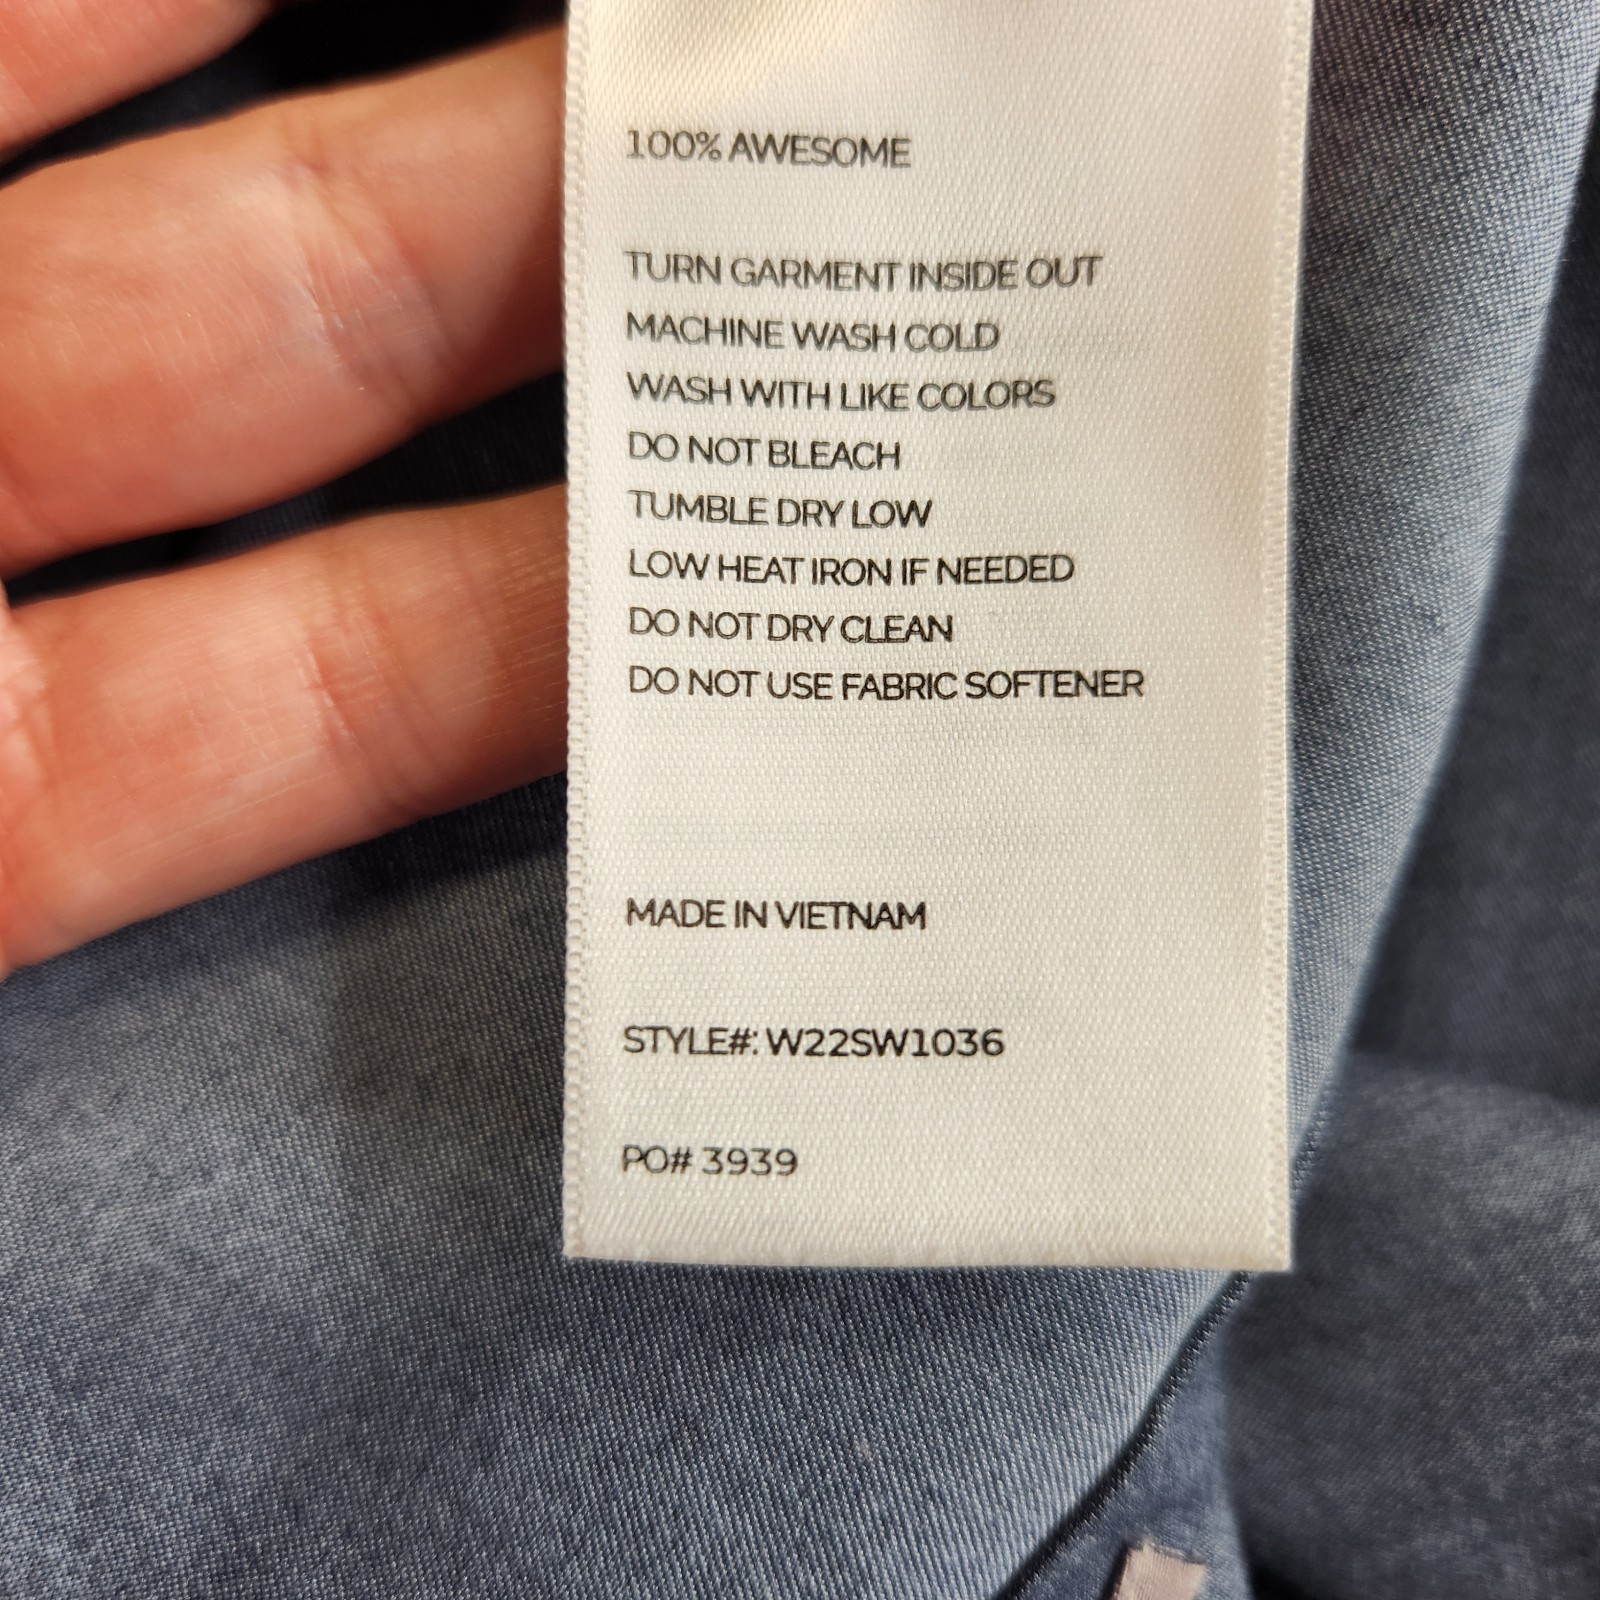 100% AWESOME
TURN GARMENT INSIDE OUT
MACHINE WASH COLD
WASH WITH LIKE COLORS
DO NOT BLEACH
TUMBLE DRY LOW
LOW HEAT IRON IF NEEDED
DO NOT DRY CLEAN
DO NOT USE FABRIC SOFTENER
MADE IN VIETNAM
STYLE#: W22SW1036
PO# 3939